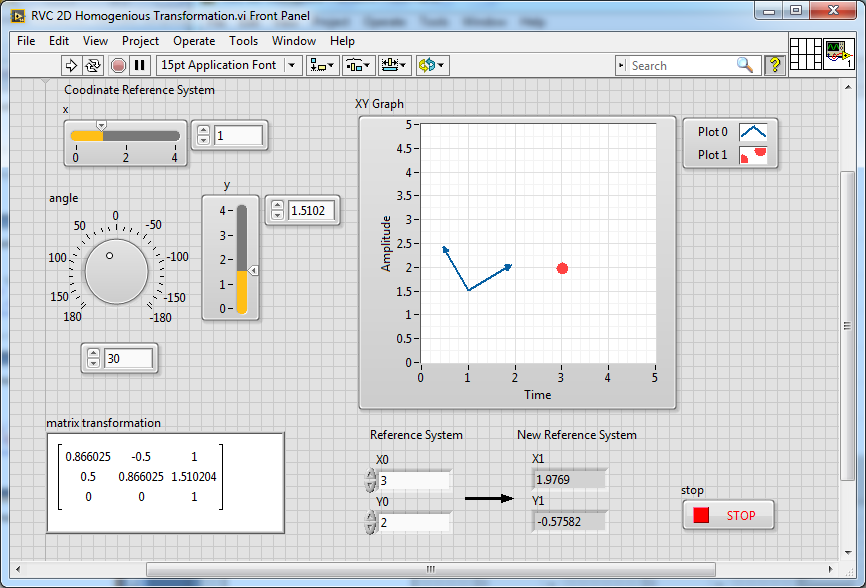 RVC 2D Homogenious Transformation.vi Front Panel
File Edit View Project Operate Tools Window Help
15pt Application Font
Search
?
1
Coodinate Reference System
x
0 2 4
1
angle
0
50 -50
100 -100
150 -150
180 -180
30
y
4
3
2
1
0
1.5102
XY Graph
Amplitude
5
4.5
4
3.5
3
2.5
2
1.5
1
0.5
0
0 1 2 3 4 5
Time
Plot 0
Plot 1
matrix transformation
0.866025 -0.5 1
0.5 0.866025 1.510204
0 0 1
Reference System
X0
3
Y0
2
New Reference System
X1
1.9769
Y1
-0.57582
stop
STOP